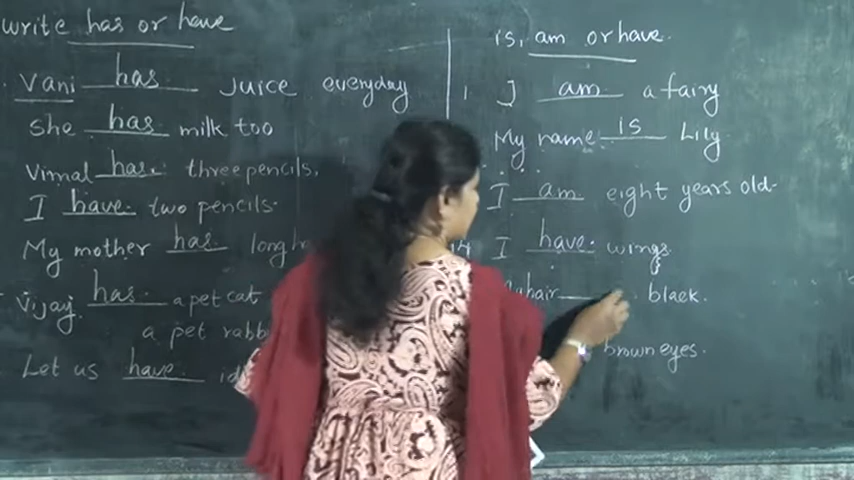 write has or have
Vani has juice everyday
She has milk too
Vimal has three pencils.
I have two pencils.
My mother has long
Vijay has a pet cat
a pet
Let us have
is, am or have.
1 I am a fairy
My name is Lily
I am eight years old.
4 I have wings.
hair black.
brown eyes.